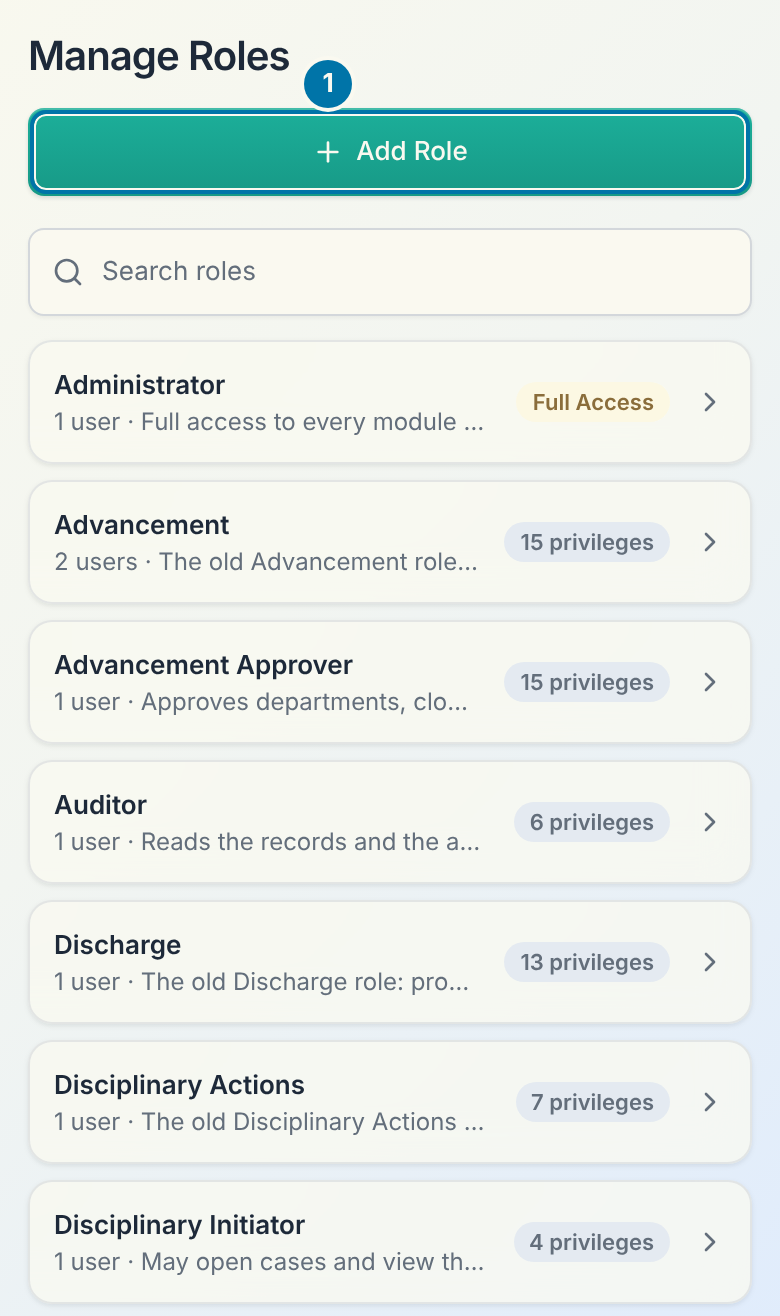 Manage Roles
1
Add Role
Search roles
Administrator
1 user · Full access to every module ...
Full Access
Advancement
2 users · The old Advancement role...
15 privileges
Advancement Approver
1 user · Approves departments, clo...
15 privileges
Auditor
1 user · Reads the records and the a...
6 privileges
Discharge
1 user · The old Discharge role: pro...
13 privileges
Disciplinary Actions
1 user · The old Disciplinary Actions ...
7 privileges
Disciplinary Initiator
1 user · May open cases and view th...
4 privileges